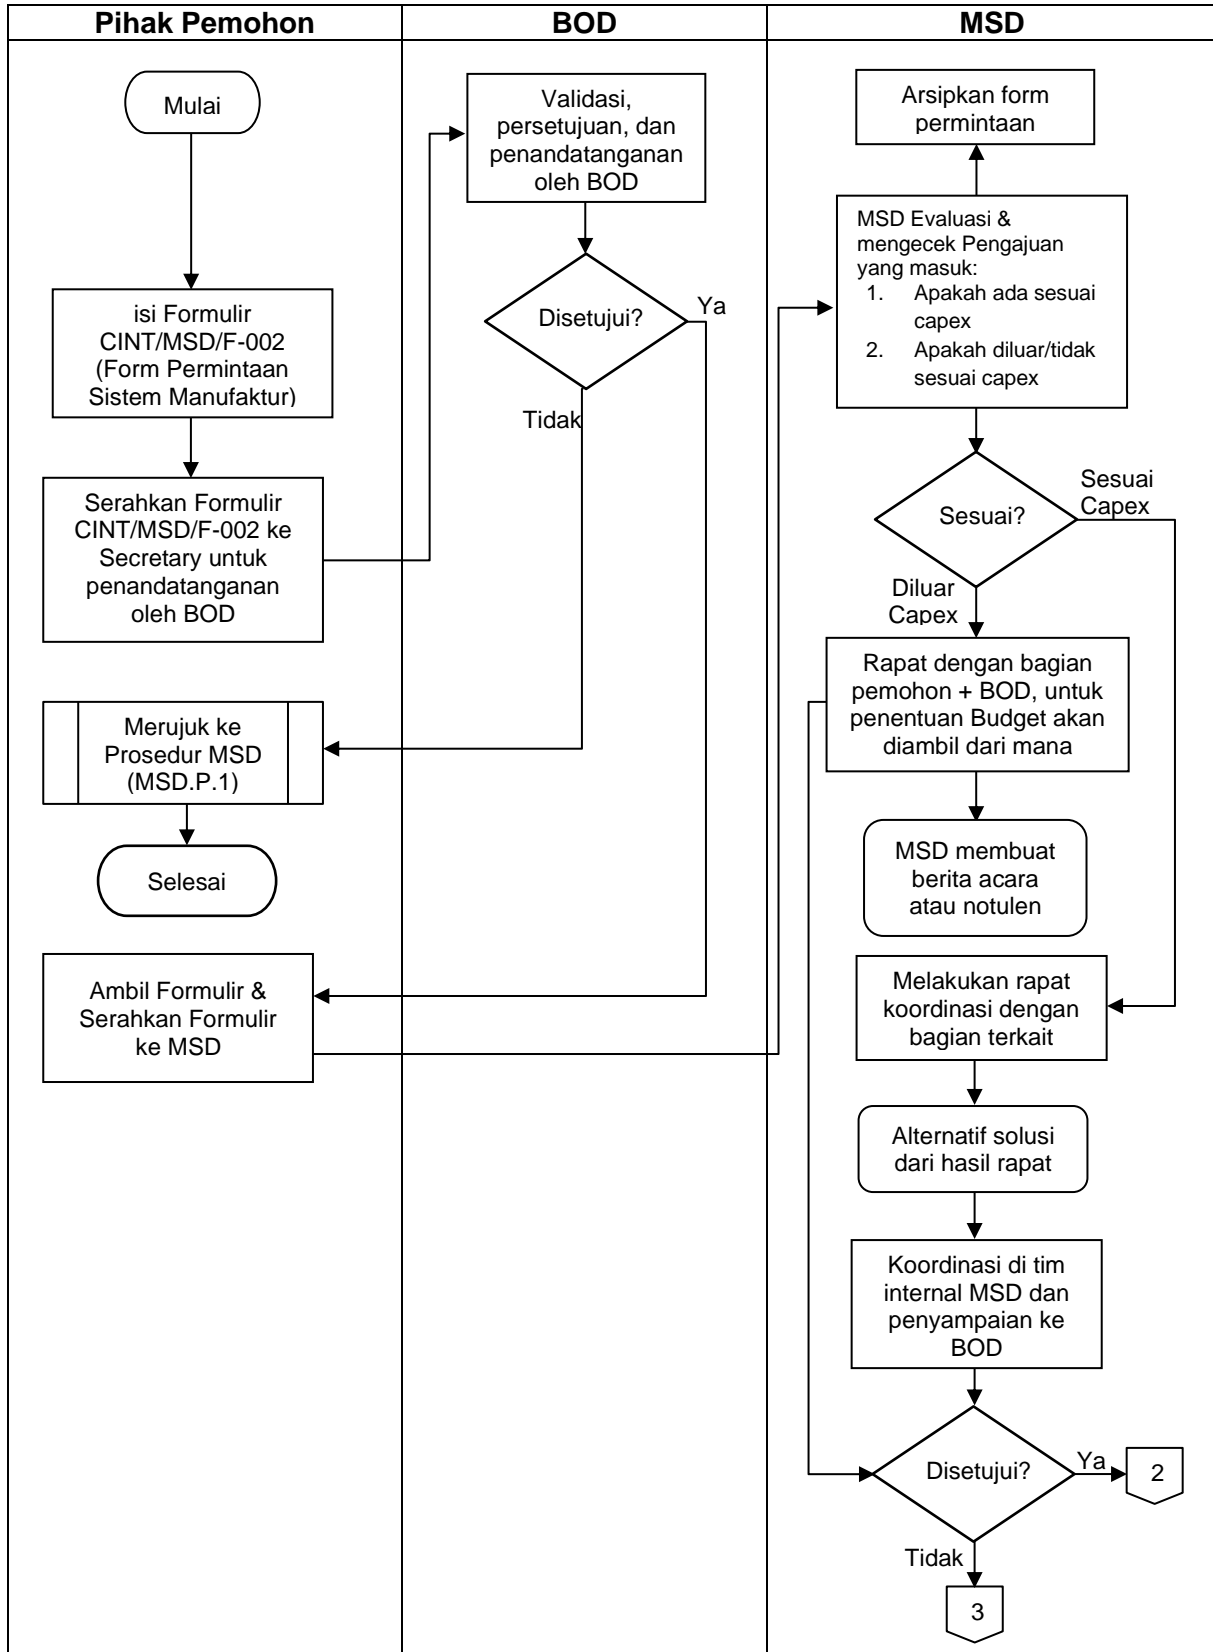 Pihak Pemohon
BOD
MSD
Mulai
isi Formulir
CINT/MSD/F-002
(Form Permintaan
Sistem Manufaktur)
Serahkan Formulir
CINT/MSD/F-002 ke
Secretary untuk
penandatanganan
oleh BOD
Merujuk ke
Prosedur MSD
(MSD.P.1)
Selesai
Ambil Formulir &
Serahkan Formulir
ke MSD
Validasi,
persetujuan, dan
penandatanganan
oleh BOD
Disetujui?
Ya
Tidak
Arsipkan form
permintaan
MSD Evaluasi &
mengecek Pengajuan
yang masuk:
1. Apakah ada sesuai
capex
2. Apakah diluar/tidak
sesuai capex
Sesuai?
Sesuai
Capex
Diluar
Capex
Rapat dengan bagian
pemohon + BOD, untuk
penentuan Budget akan
diambil dari mana
MSD membuat
berita acara
atau notulen
Melakukan rapat
koordinasi dengan
bagian terkait
Alternatif solusi
dari hasil rapat
Koordinasi di tim
internal MSD dan
penyampaian ke
BOD
Disetujui?
Ya
2
Tidak
3